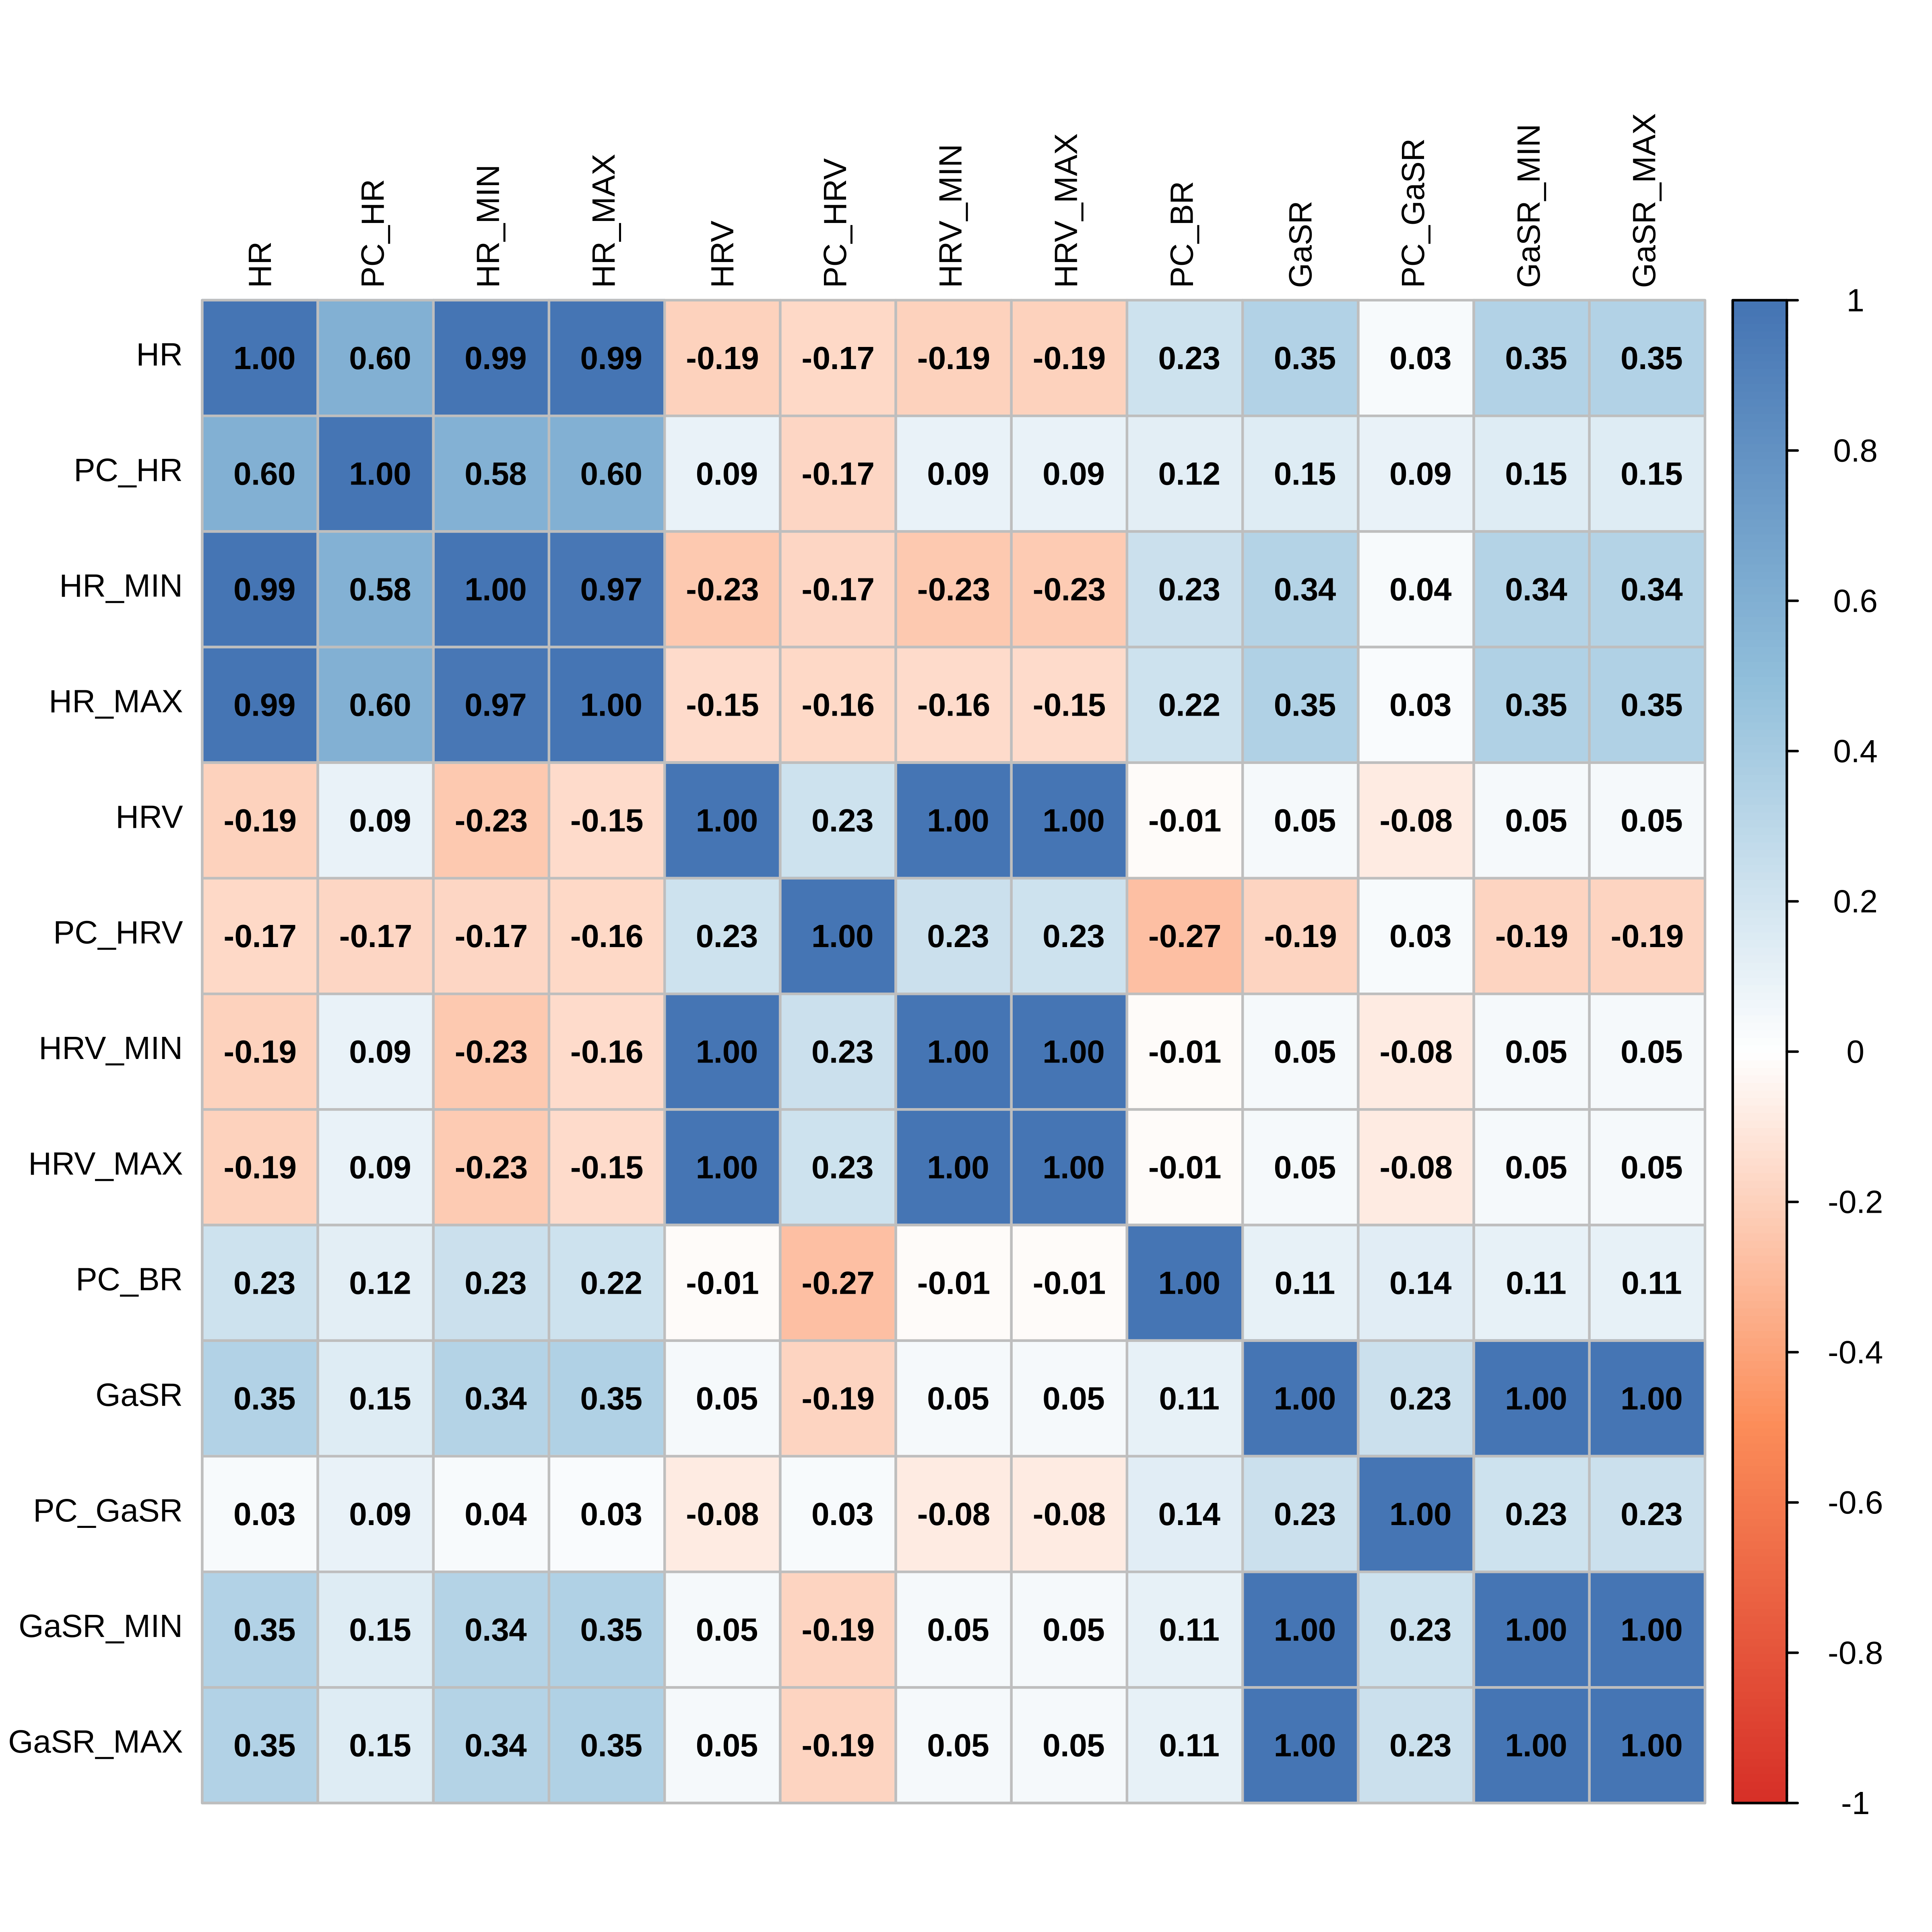 HR PC_HR HR_MIN HR_MAX HRV PC_HRV HRV_MIN HRV_MAX PC_BR GaSR PC_GaSR GaSR_MIN GaSR_MAX
HR 1.00 0.60 0.99 0.99 -0.19 -0.17 -0.19 -0.19 0.23 0.35 0.03 0.35 0.35
PC_HR 0.60 1.00 0.58 0.60 0.09 -0.17 0.09 0.09 0.12 0.15 0.09 0.15 0.15
HR_MIN 0.99 0.58 1.00 0.97 -0.23 -0.17 -0.23 -0.23 0.23 0.34 0.04 0.34 0.34
HR_MAX 0.99 0.60 0.97 1.00 -0.15 -0.16 -0.16 -0.15 0.22 0.35 0.03 0.35 0.35
HRV -0.19 0.09 -0.23 -0.15 1.00 0.23 1.00 1.00 -0.01 0.05 -0.08 0.05 0.05
PC_HRV -0.17 -0.17 -0.17 -0.16 0.23 1.00 0.23 0.23 -0.27 -0.19 0.03 -0.19 -0.19
HRV_MIN -0.19 0.09 -0.23 -0.16 1.00 0.23 1.00 1.00 -0.01 0.05 -0.08 0.05 0.05
HRV_MAX -0.19 0.09 -0.23 -0.15 1.00 0.23 1.00 1.00 -0.01 0.05 -0.08 0.05 0.05
PC_BR 0.23 0.12 0.23 0.22 -0.01 -0.27 -0.01 -0.01 1.00 0.11 0.14 0.11 0.11
GaSR 0.35 0.15 0.34 0.35 0.05 -0.19 0.05 0.05 0.11 1.00 0.23 1.00 1.00
PC_GaSR 0.03 0.09 0.04 0.03 -0.08 0.03 -0.08 -0.08 0.14 0.23 1.00 0.23 0.23
GaSR_MIN 0.35 0.15 0.34 0.35 0.05 -0.19 0.05 0.05 0.11 1.00 0.23 1.00 1.00
GaSR_MAX 0.35 0.15 0.34 0.35 0.05 -0.19 0.05 0.05 0.11 1.00 0.23 1.00 1.00
1
0.8
0.6
0.4
0.2
0
-0.2
-0.4
-0.6
-0.8
-1